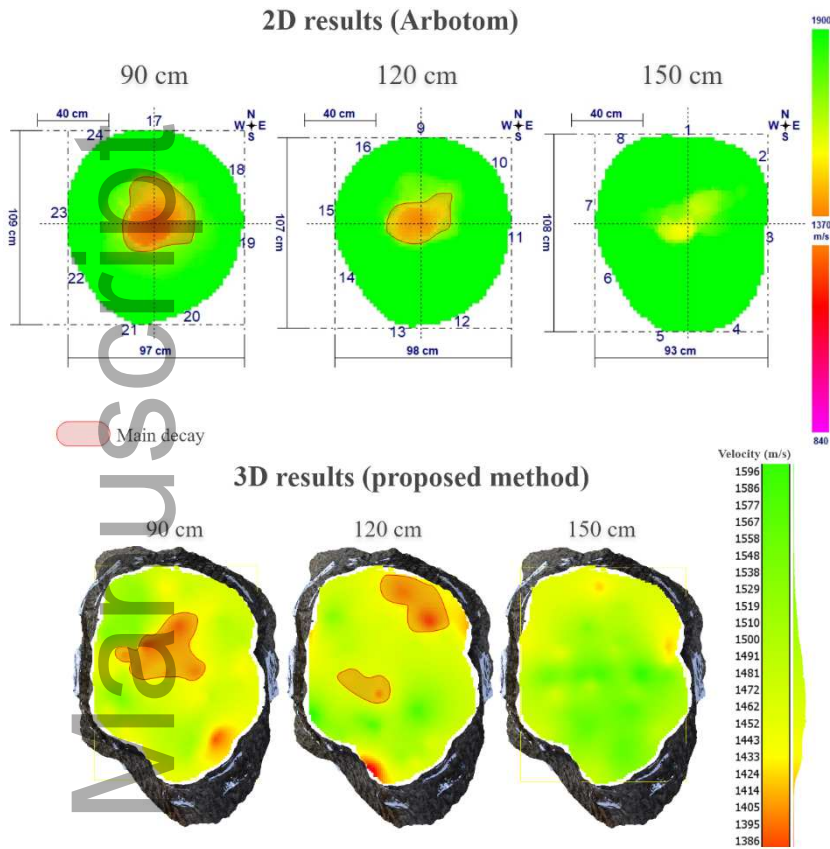 2D results (Arbotom)
90 cm
120 cm
150 cm
1900
1370
m/s
840
40 cm
N
W E
S
17
24
18
23
19
22
20
21
109 cm
97 cm
40 cm
N
W E
S
9
16
10
15
11
14
12
13
107 cm
98 cm
40 cm
N
W E
S
1
8
2
7
3
6
4
5
108 cm
93 cm
Main decay
3D results (proposed method)
90 cm
120 cm
150 cm
Velocity (m/s)
1596
1586
1577
1567
1558
1548
1539
1529
1519
1510
1500
1491
1481
1472
1462
1452
1443
1433
1424
1414
1405
1395
1386
Manuscript